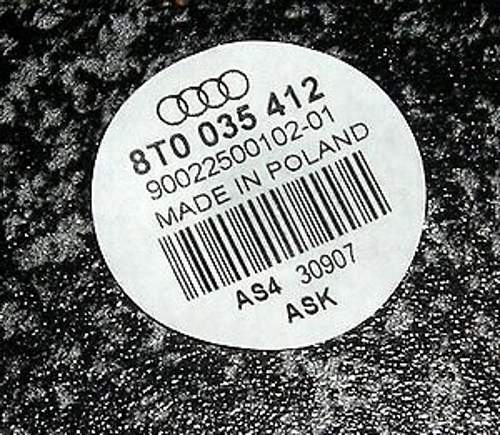 8T0 035 412
90022500102-01
MADE IN POLAND
AS4 30907
ASK